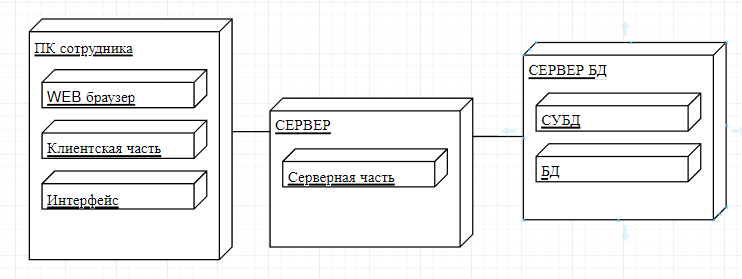 ПК сотрудника
WEB браузер
Клиентская часть
Интерфейс
СЕРВЕР
Серверная часть
СЕРВЕР БД
СУБД
БД